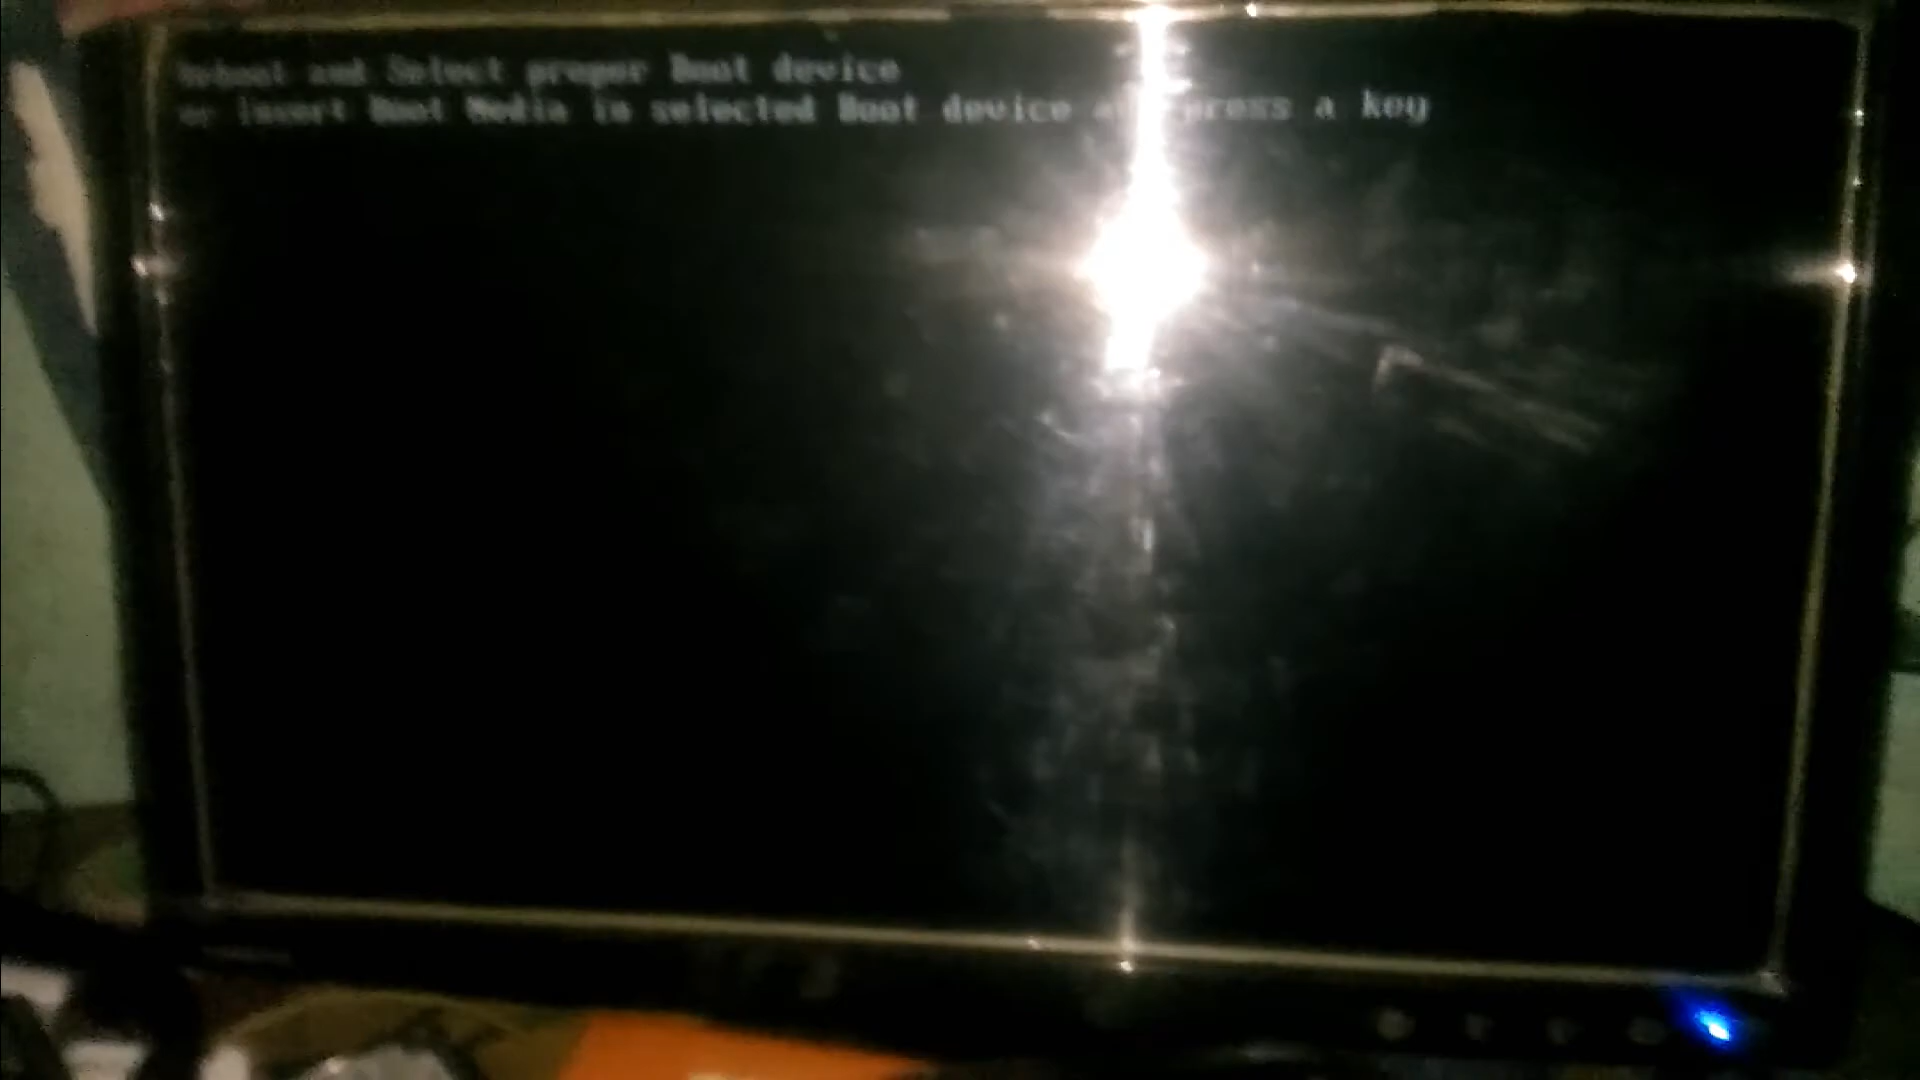 Reboot and Select proper Boot device
or insert Boot Media in selected Boot device press a key